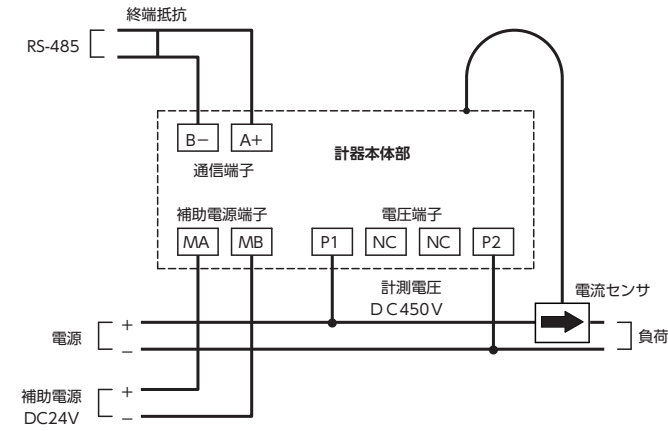 終端抵抗
RS-485
B− A+
通信端子
計器本体部
補助電源端子
電圧端子
MA MB P1 NC NC P2
計測電圧
DC450V
電流センサ
電源
+
−
負荷
補助電源
DC24V
+
−